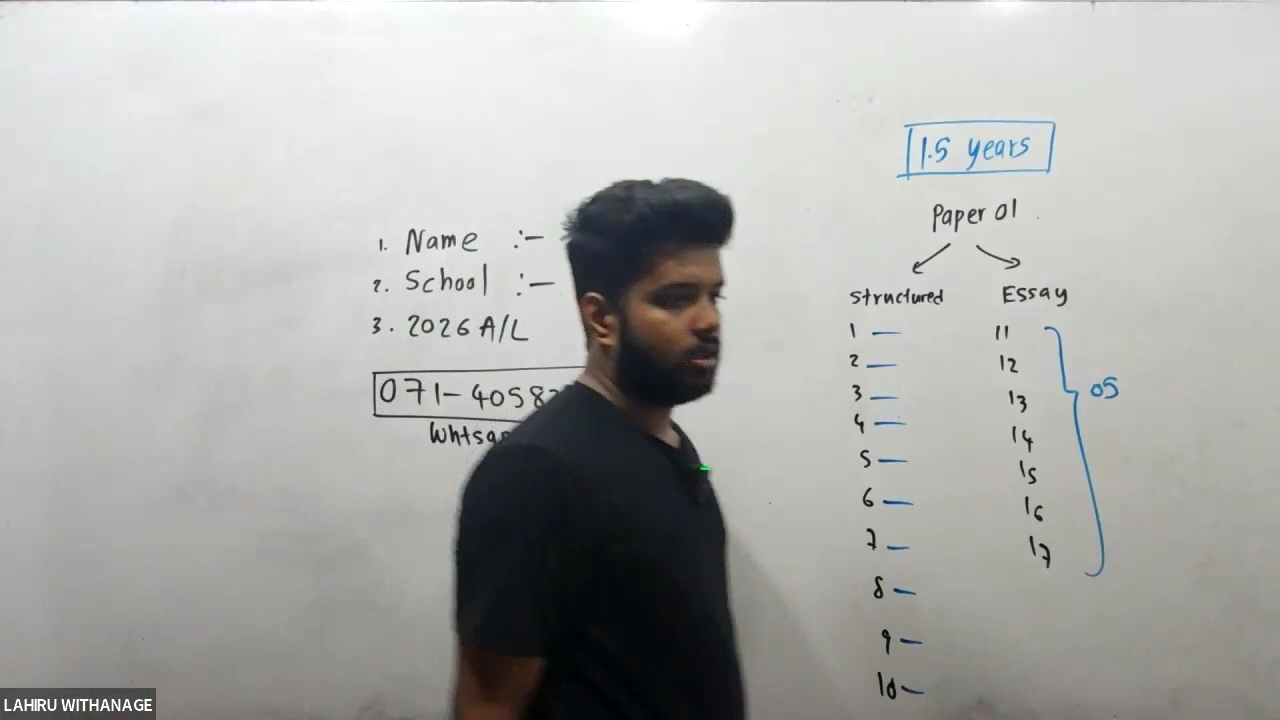 1. Name :-
2. School :-
3. 2026 A/L
071-4058
Whtsa
1.5 years
Paper 01
Structured Essay
1 — 11
2 — 12
3 — 13
4 — 14
5 — 15
6 — 16
7 — 17
05
8 —
9 —
10 —
LAHIRU WITHANAGE